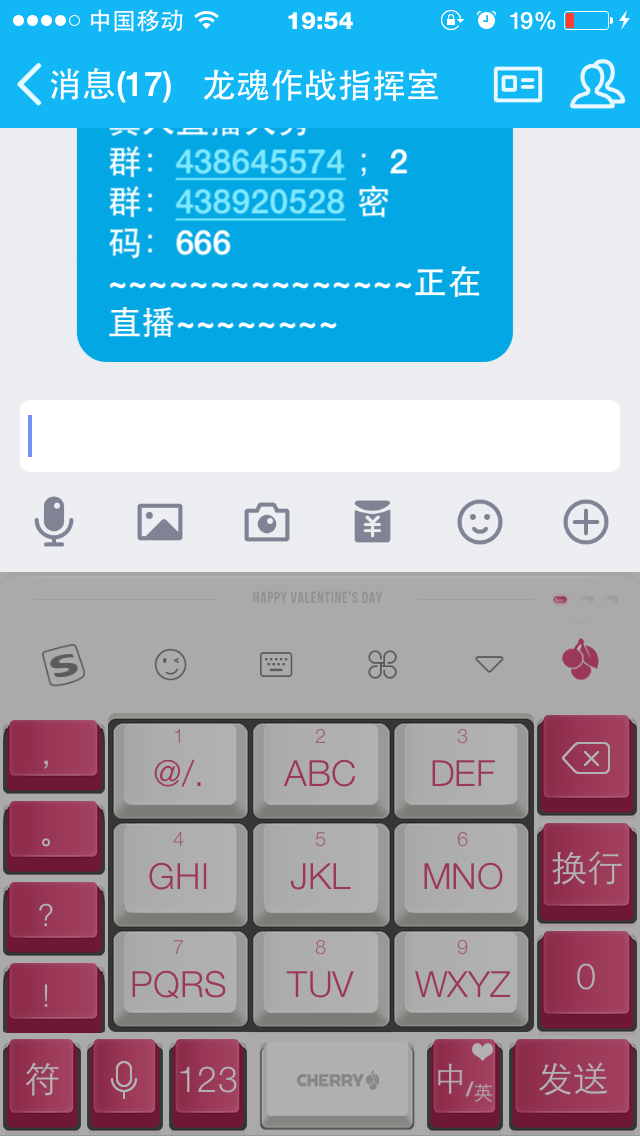 中国移动 19:54 19%
消息(17) 龙魂作战指挥室
群：438645574；2
群：438920528 密
码：666
~~~~~~~~~~~~~~~正在
直播~~~~~~~~
HAPPY VALENTINE'S DAY
S
, 1 @/. 2 ABC 3 DEF
。 4 GHI 5 JKL 6 MNO 换行
? 7 PQRS 8 TUV 9 WXYZ 0
!
符 123 CHERRY 中/英 发送